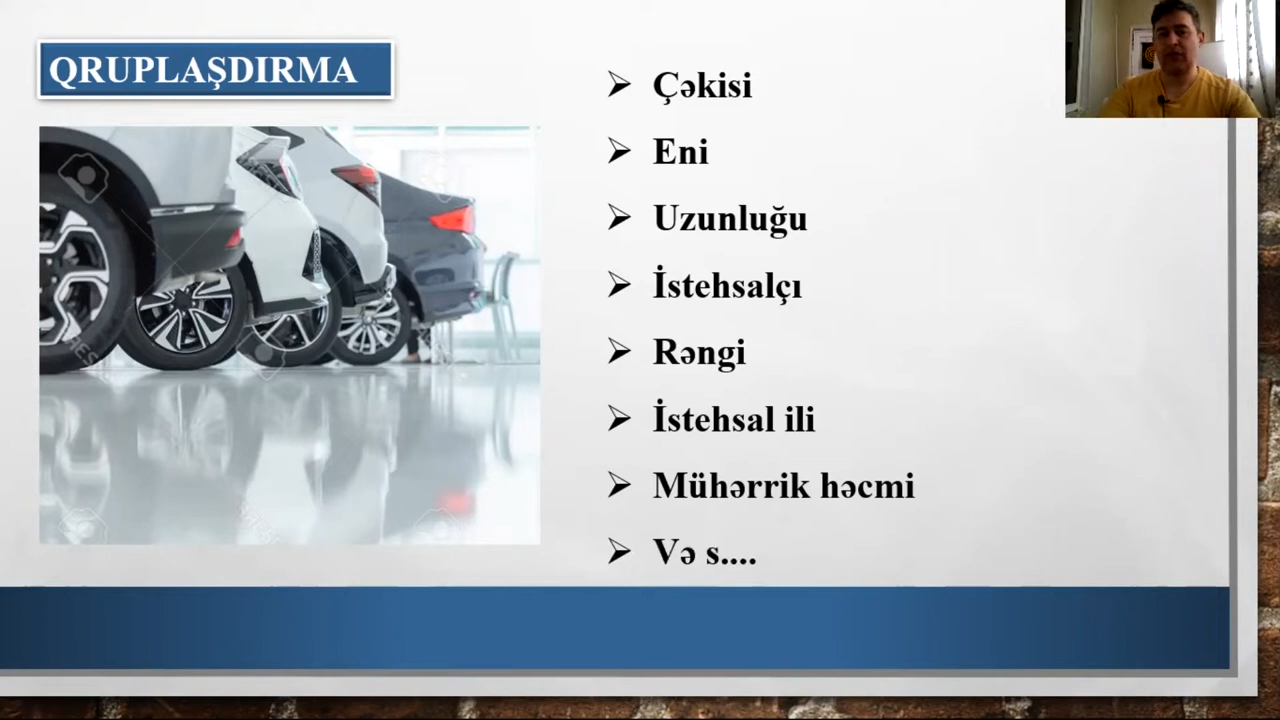 QRUPLAŞDIRMA
Çəkisi
Eni
Uzunluğu
İstehsalçı
Rəngi
İstehsal ili
Mühərrik həcmi
Və s....